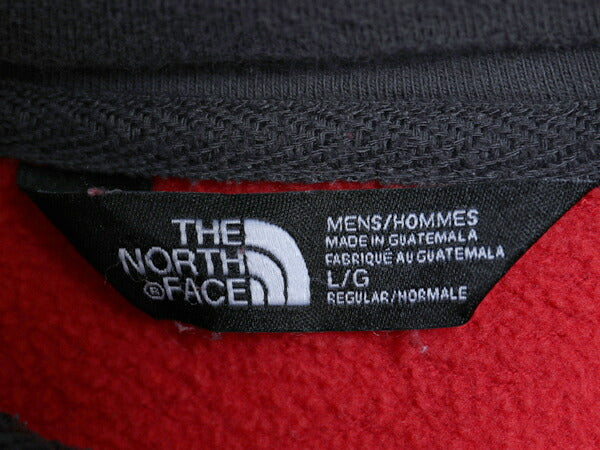 THE
NORTH
®FACE
MENS/HOMMES
MADE IN GUATEMALA
FABRIQUÉ AU GUATEMALA
L/G
REGULAR/NORMALE